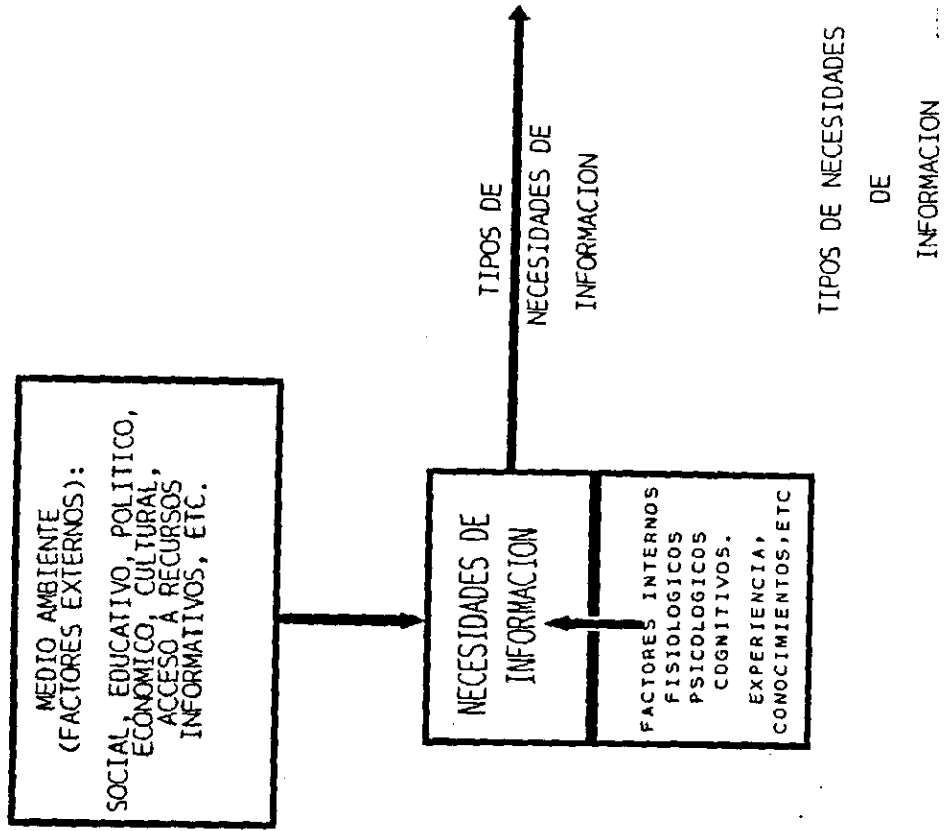 MEDIO AMBIENTE
(FACTORES EXTERNOS):
SOCIAL, EDUCATIVO, POLITICO,
ECONOMICO, CULTURAL,
ACCESO A RECURSOS
INFORMATIVOS, ETC.
NECESIDADES DE
INFORMACION
FACTORES INTERNOS
FISIOLOGICOS
PSICOLOGICOS
COGNITIVOS.
EXPERIENCIA,
CONOCIMIENTOS, ETC
TIPOS DE
NECESIDADES DE
INFORMACION
TIPOS DE NECESIDADES
DE
INFORMACION